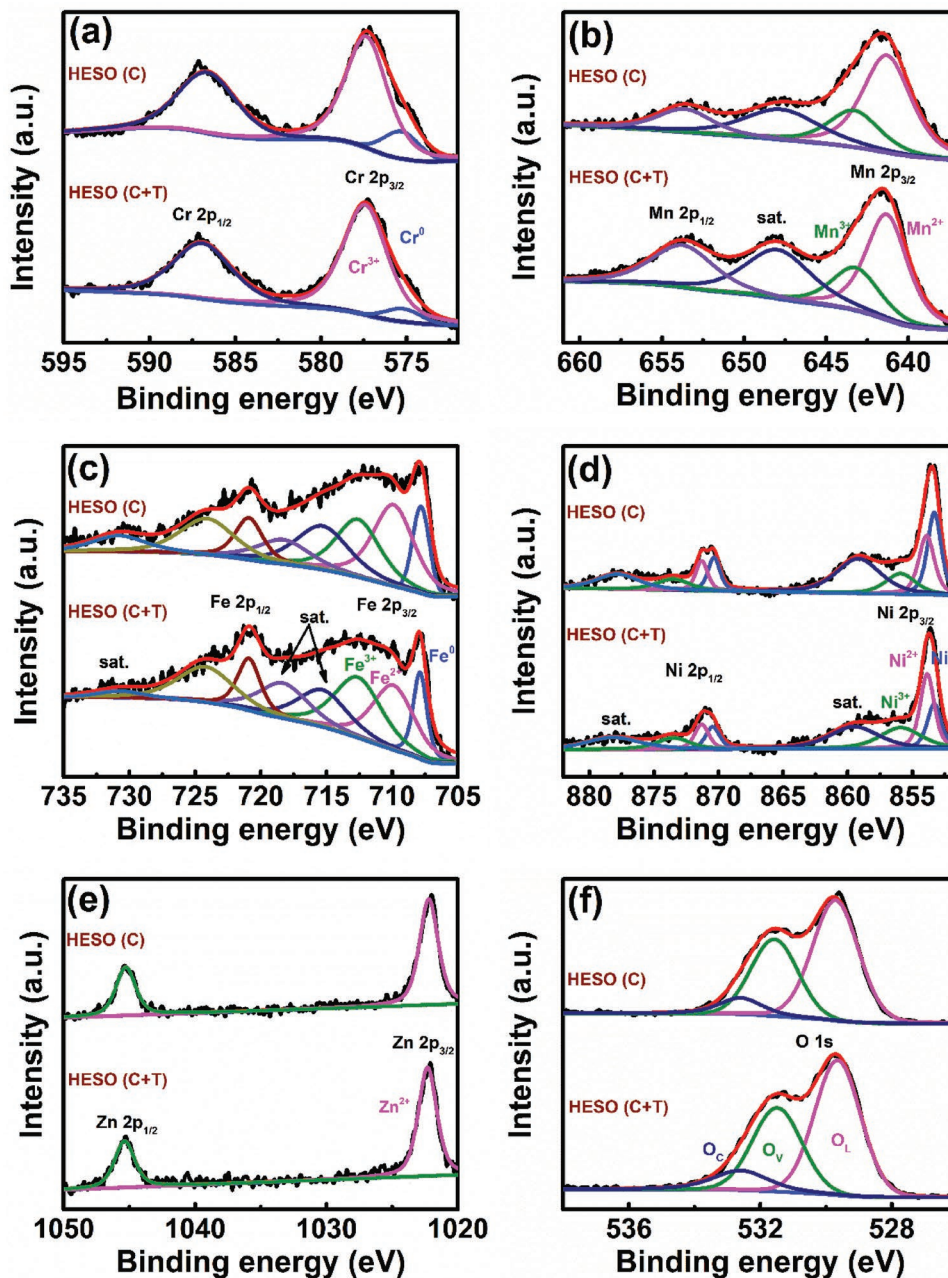 (a)
HESO (C)
HESO (C+T)
Cr 2p3/2
Cr 2p1/2
Cr0
Cr3+
Intensity (a.u.)
595 590 585 580 575
Binding energy (eV)
(b)
HESO (C)
HESO (C+T)
Mn 2p3/2
Mn 2p1/2
sat.
Mn3+
Mn2+
Intensity (a.u.)
660 655 650 645 640
Binding energy (eV)
(c)
HESO (C)
HESO (C+T)
Fe 2p1/2
Fe 2p3/2
sat.
sat.
Fe3+
Fe2+
Fe0
Intensity (a.u.)
735 730 725 720 715 710 705
Binding energy (eV)
(d)
HESO (C)
HESO (C+T)
Ni 2p3/2
Ni 2p1/2
Ni2+
Ni
Ni3+
sat.
sat.
Intensity (a.u.)
880 875 870 865 860 855
Binding energy (eV)
(e)
HESO (C)
HESO (C+T)
Zn 2p3/2
Zn 2p1/2
Zn2+
Intensity (a.u.)
1050 1040 1030 1020
Binding energy (eV)
(f)
HESO (C)
O 1s
HESO (C+T)
OC
OV
OL
Intensity (a.u.)
536 532 528
Binding energy (eV)